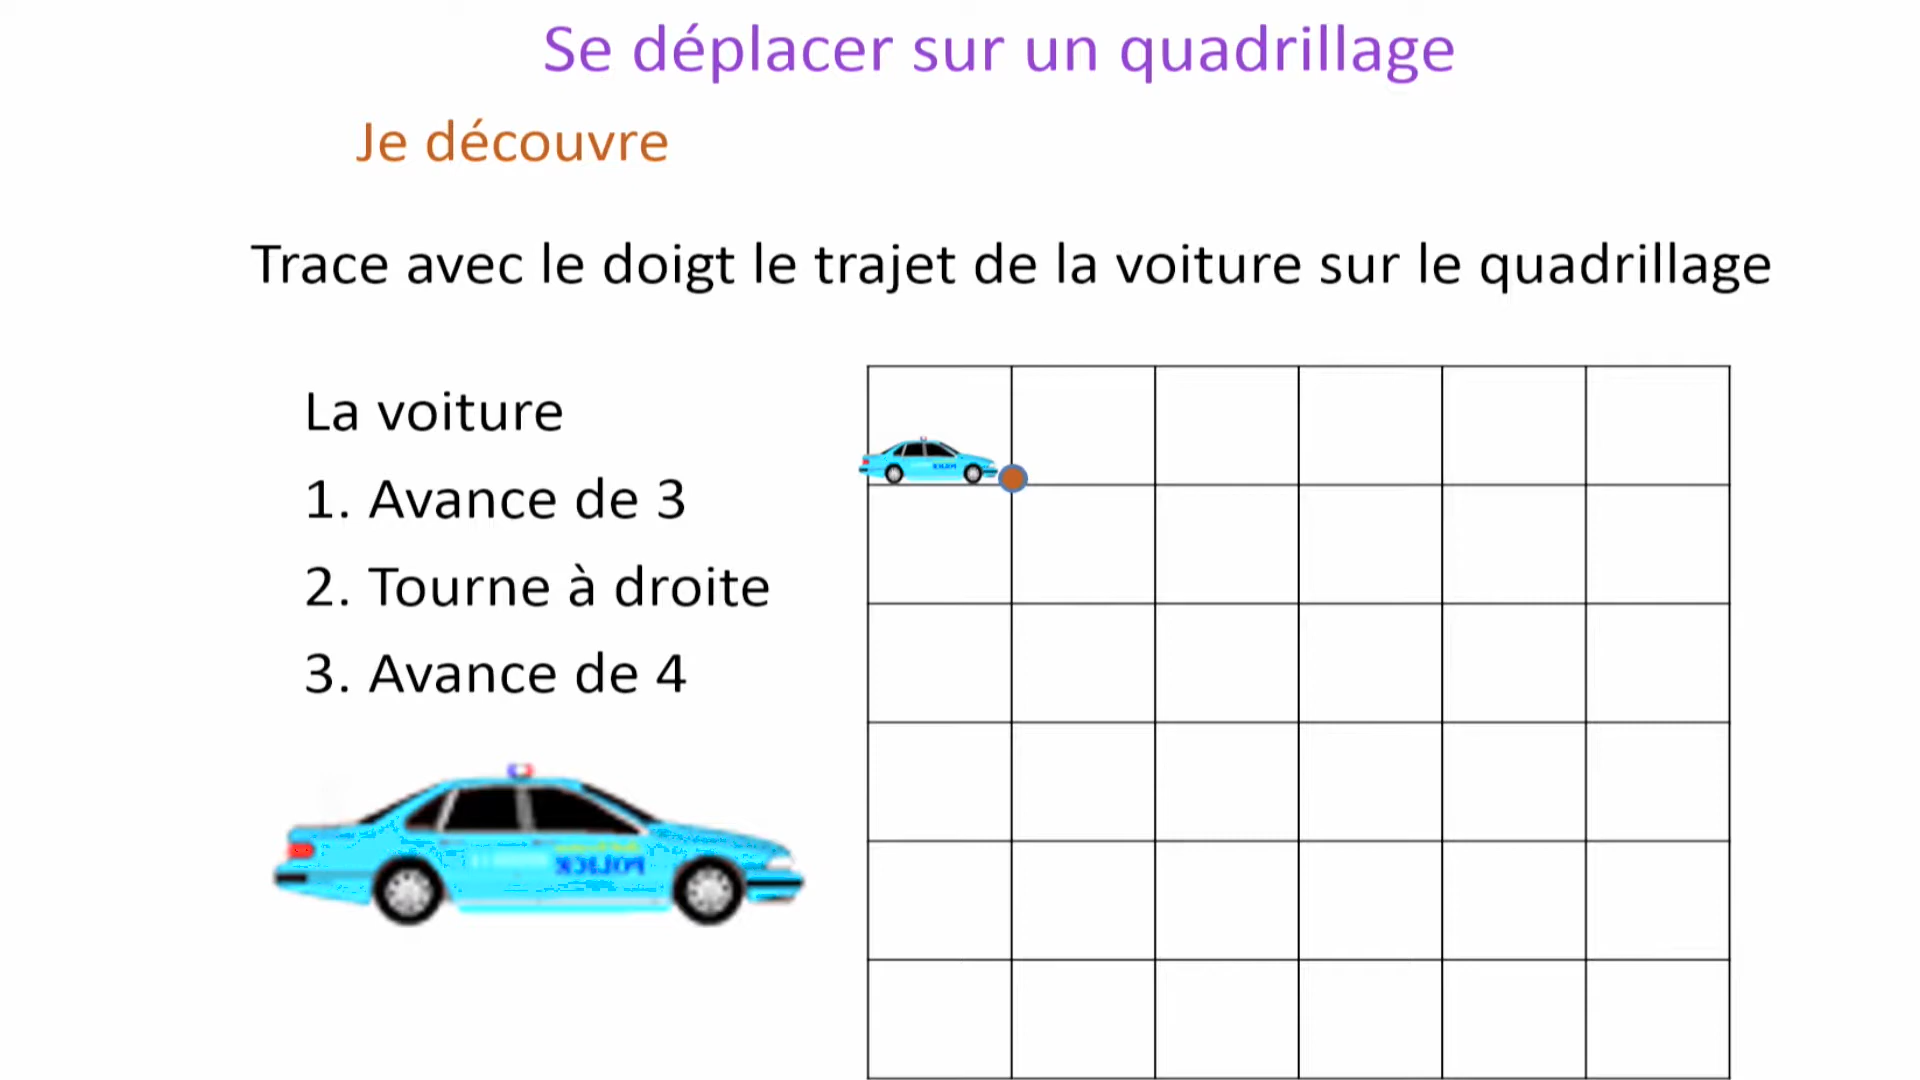 Se déplacer sur un quadrillage
Je découvre
Trace avec le doigt le trajet de la voiture sur le quadrillage
La voiture
1. Avance de 3
2. Tourne à droite
3. Avance de 4